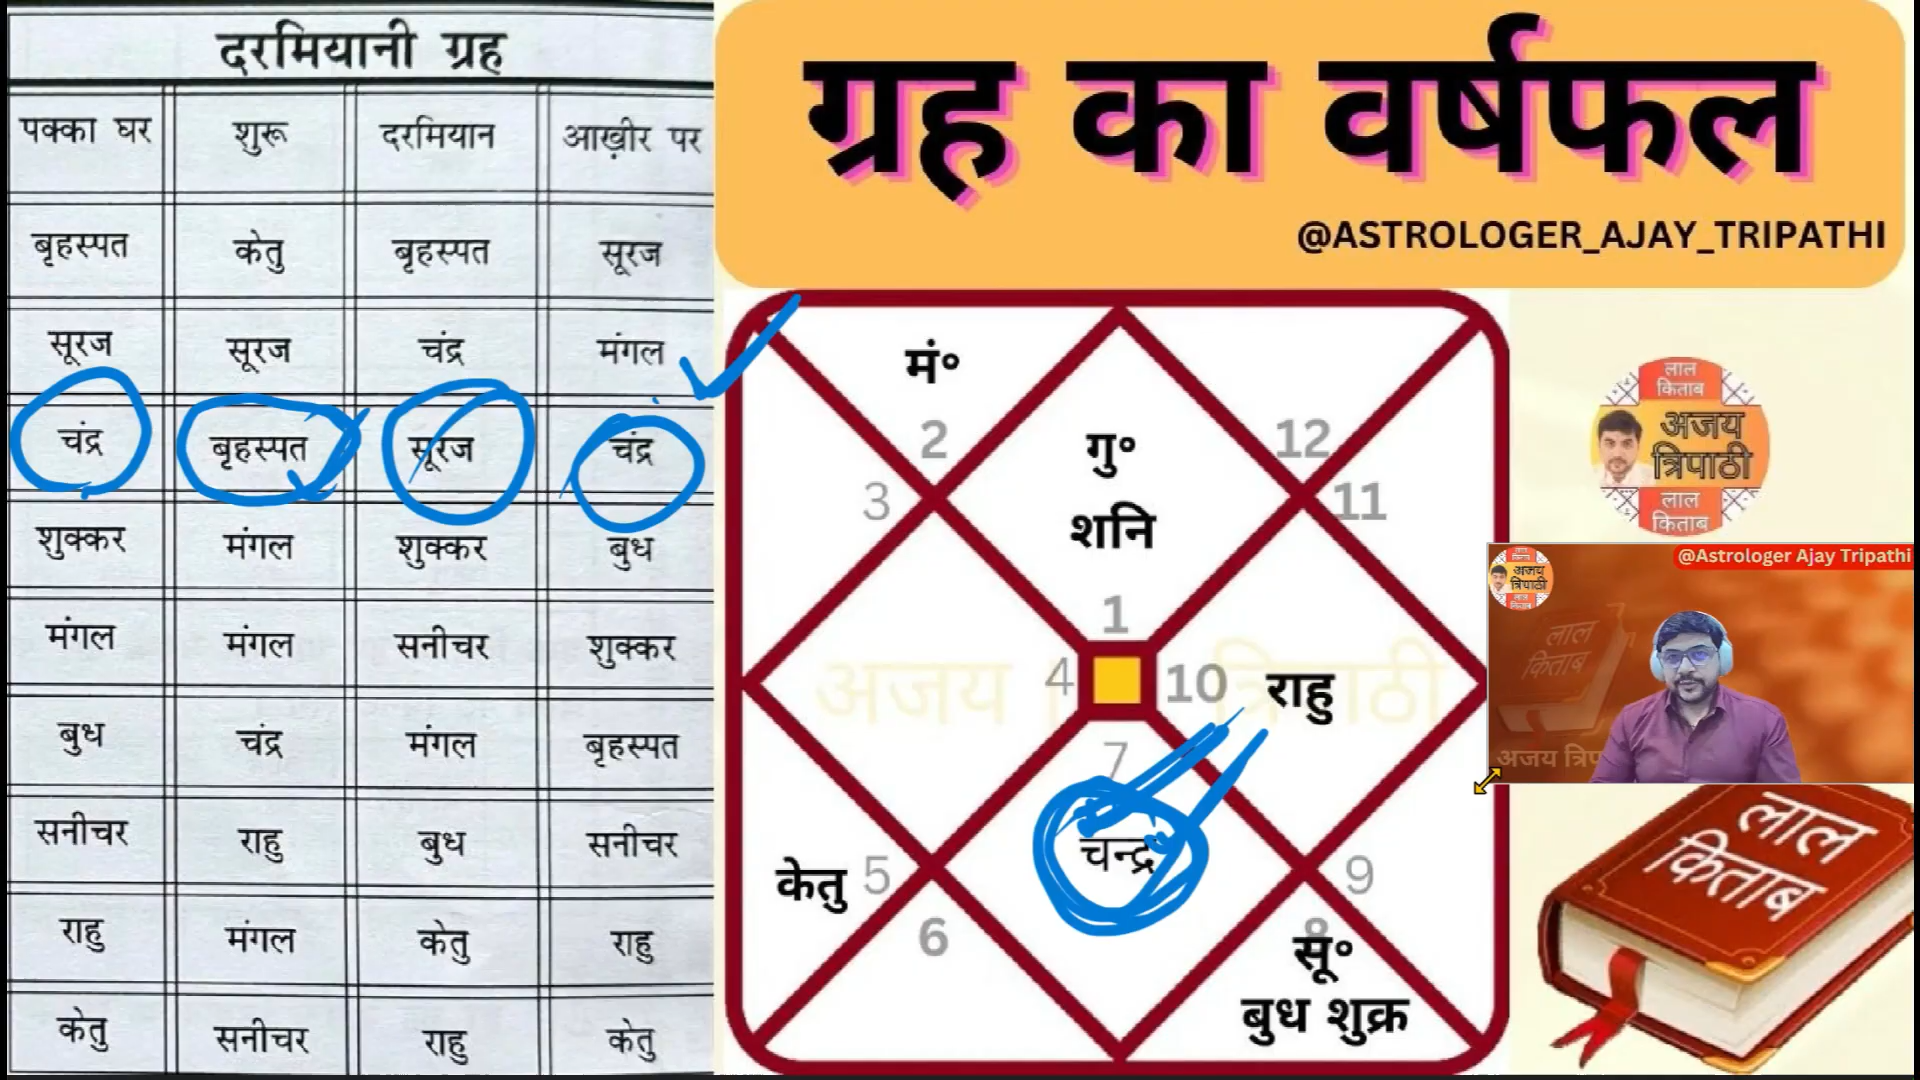 दरमियानी ग्रह
पक्का घर शुरू दरमियान आख़ीर पर
बृहस्पत केतु बृहस्पत सूरज
सूरज सूरज चंद्र मंगल
चंद्र बृहस्पत सूरज चंद्र
शुक्कर मंगल शुक्कर बुध
मंगल मंगल सनीचर शुक्कर
बुध चंद्र मंगल बृहस्पत
सनीचर राहु बुध सनीचर
राहु मंगल केतु राहु
केतु सनीचर राहु केतु
ग्रह का वर्षफल
@ASTROLOGER_AJAY_TRIPATHI
मं॰
2
12
गु॰
3
11
शनि
1
4
10
राहु
अजय त्रिपाठी
7
चन्द्र
केतु
5
9
6
8
सू॰
बुध शुक्र
लाल
किताब
अजय
त्रिपाठी
लाल
किताब
@Astrologer Ajay Tripathi
लाल
किताब
अजय
त्रिपाठी
लाल
किताब
लाल
किताब
अजय त्रिप
लाल
किताब